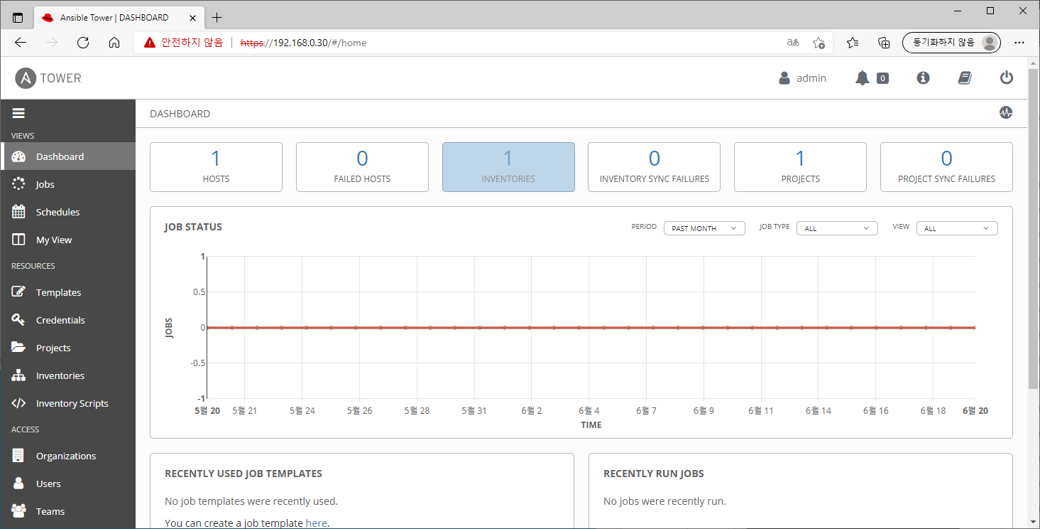 Ansible Tower | DASHBOARD
안전하지 않음 | https://192.168.0.30/#/home
あぁ
동기화하지 않음
A TOWER
admin
0
VIEWS
Dashboard
Jobs
Schedules
My View
RESOURCES
Templates
Credentials
Projects
Inventories
Inventory Scripts
ACCESS
Organizations
Users
Teams
DASHBOARD
1 0 1 0 1 0
HOSTS FAILED HOSTS INVENTORIES INVENTORY SYNC FAILURES PROJECTS PROJECT SYNC FAILURES
JOB STATUS
PERIOD PAST MONTH JOB TYPE ALL VIEW ALL
1
0.5
0
-0.5
-1
JOBS
5월 20 5월 21 5월 24 5월 26 5월 28 5월 31 6월 2 6월 4 6월 7 6월 9 6월 11 6월 14 6월 16 6월 18 6월 20
TIME
RECENTLY USED JOB TEMPLATES
No job templates were recently used.
You can create a job template here.
RECENTLY RUN JOBS
No jobs were recently run.